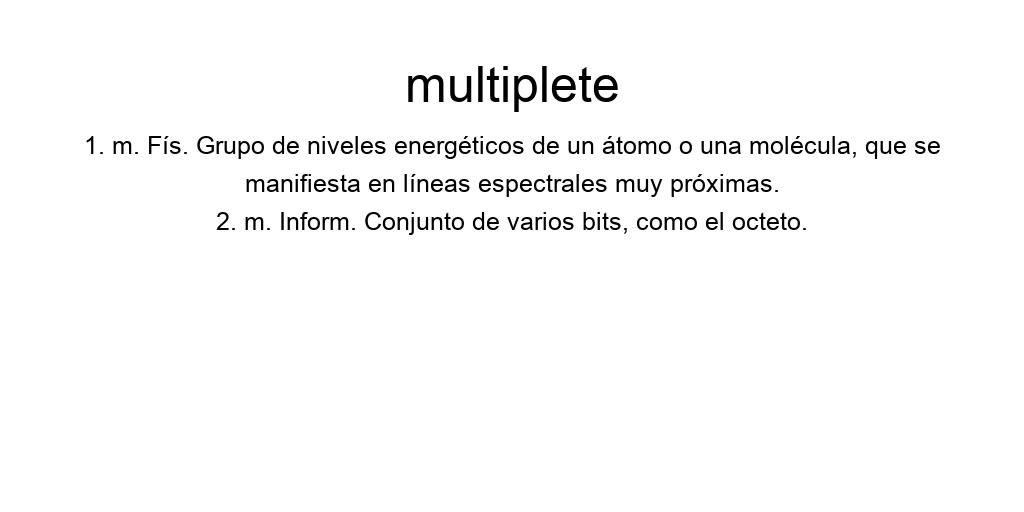 multiplete
1. m. Fís. Grupo de niveles energéticos de un átomo o una molécula, que se
manifiesta en líneas espectrales muy próximas.
2. m. Inform. Conjunto de varios bits, como el octeto.